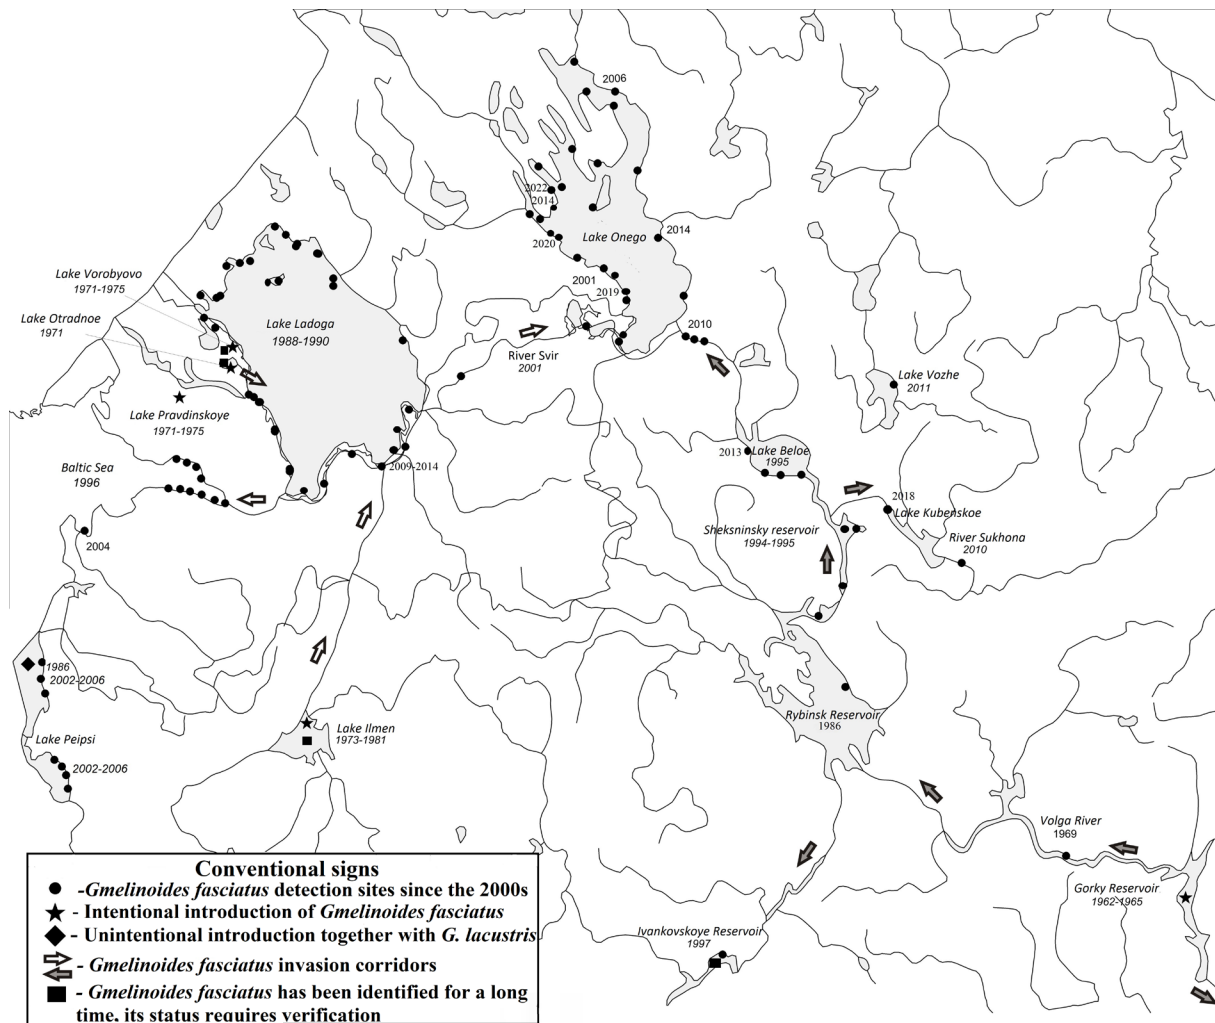 2006
2022
2014
2020
Lake Onego
2014
2001
2019
2010
Lake Vorobyovo
1971-1975
Lake Otradnoe
1971
Lake Ladoga
1988-1990
River Svir
2001
Lake Pravdinskoye
1971-1975
Lake Vozhe
2011
Baltic Sea
1996
2009-2014
2013
Lake Beloe
1995
2018
Lake Kubenskoe
2004
Sheksninsky reservoir
1994-1995
River Sukhona
2010
1986
2002-2006
Lake Peipsi
2002-2006
Lake Ilmen
1973-1981
Rybinsk Reservoir
1986
Volga River
1969
Gorky Reservoir
1962-1965
Ivankovskoye Reservoir
1997
Conventional signs
-Gmelinoides fasciatus detection sites since the 2000s
- Intentional introduction of Gmelinoides fasciatus
- Unintentional introduction together with G. lacustris
- Gmelinoides fasciatus invasion corridors
- Gmelinoides fasciatus has been identified for a long
time, its status requires verification